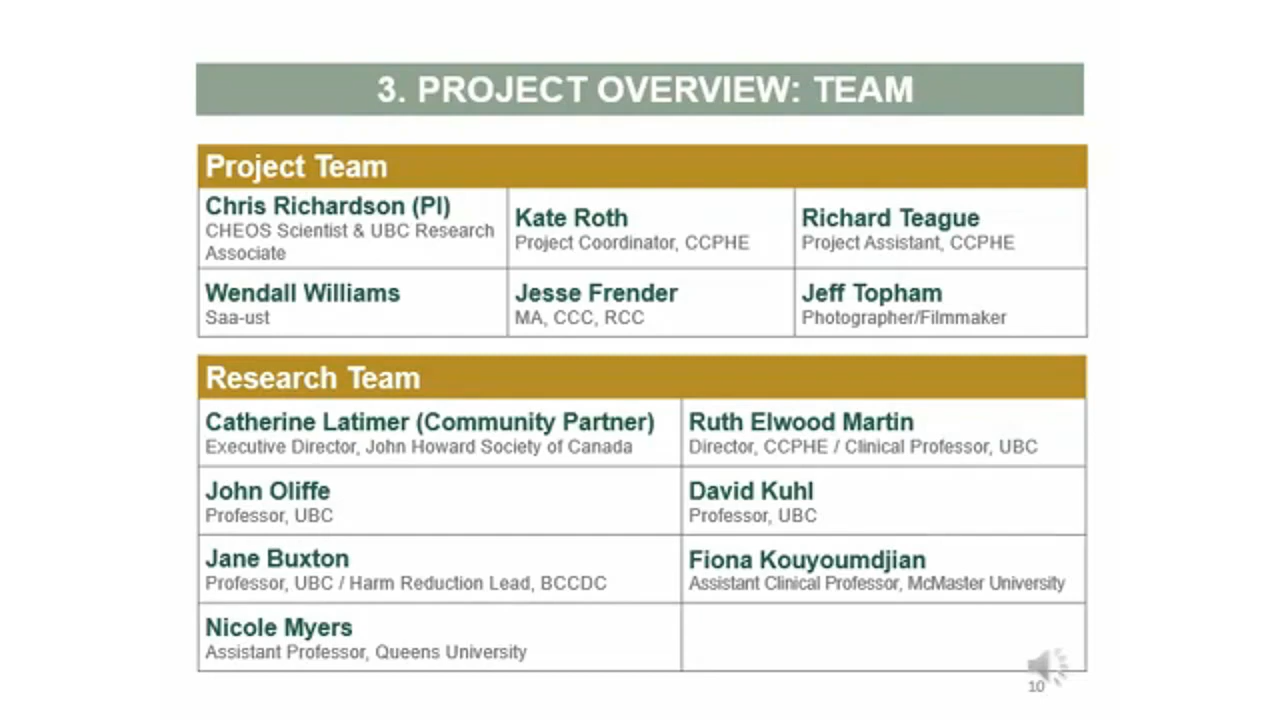 3. PROJECT OVERVIEW: TEAM
Project Team
Chris Richardson (PI)
CHEOS Scientist & UBC Research
Associate
Kate Roth
Project Coordinator, CCPHE
Richard Teague
Project Assistant, CCPHE
Wendall Williams
Saa-ust
Jesse Frender
MA, CCC, RCC
Jeff Topham
Photographer/Filmmaker
Research Team
Catherine Latimer (Community Partner)
Executive Director, John Howard Society of Canada
Ruth Elwood Martin
Director, CCPHE / Clinical Professor, UBC
John Oliffe
Professor, UBC
David Kuhl
Professor, UBC
Jane Buxton
Professor, UBC / Harm Reduction Lead, BCCDC
Fiona Kouyoumdjian
Assistant Clinical Professor, McMaster University
Nicole Myers
Assistant Professor, Queens University
10